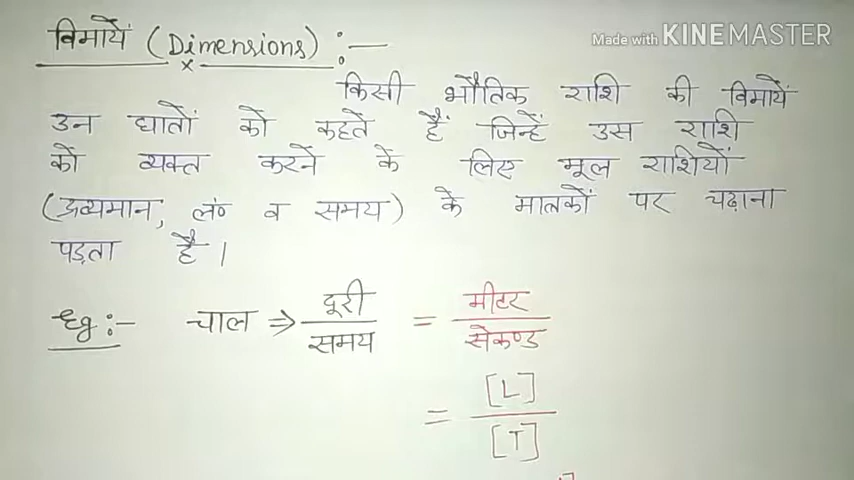 Made with KINEMASTER
विमायें (Dimensions) :—
किसी भौतिक राशि की विमायें
उन घातों को कहते हैं जिन्हें उस राशि
को व्यक्त करने के लिए मूल राशियों
(द्रव्यमान, लं० व समय) के मात्रकों पर चढ़ाना
पड़ता है।
Eg:- चाल ⇒ दूरी/समय = मीटर/सेकण्ड
= [L]/[T]